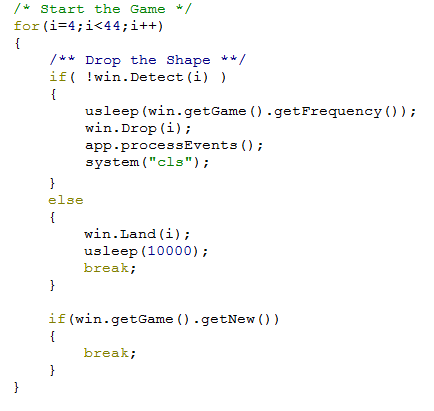 /* Start the Game */
for(i=4;i<44;i++)
{
    /** Drop the Shape **/
    if( !win.Detect(i) )
    {
        usleep(win.getGame().getFrequency());
        win.Drop(i);
        app.processEvents();
        system("cls");
    }
    else
    {
        win.Land(i);
        usleep(10000);
        break;
    }

    if(win.getGame().getNew())
    {
        break;
    }
}